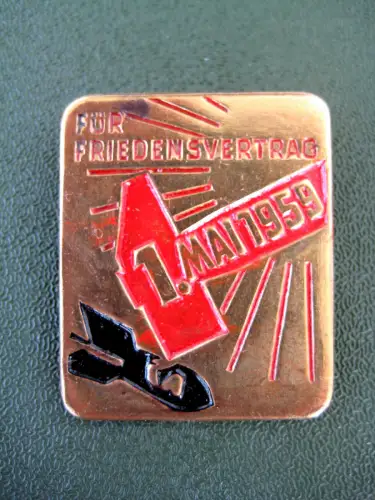 FÜR
FRIEDENSVERTRAG
1. MAI 1959